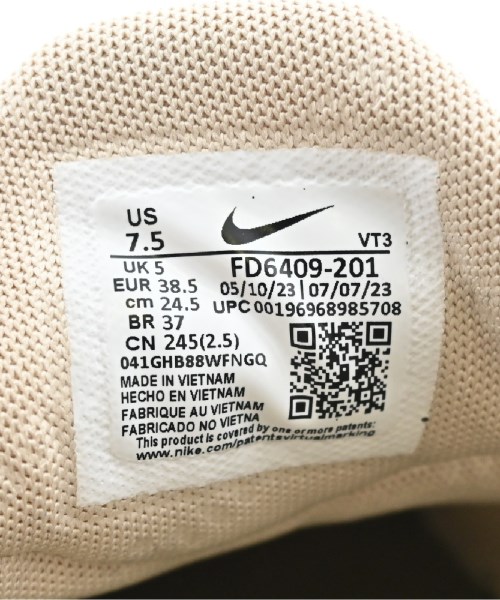 US
7.5
VT3
UK 5
FD6409-201
EUR 38.5
05/10/23 | 07/07/23
cm 24.5
UPC 00196968985708
BR 37
CN 245(2.5)
041GHB88WFNGQ
MADE IN VIETNAM
HECHO EN VIETNAM
FABRIQUE AU VIETNAM
FABRICADO NO VIETNA
This product is covered by one or more patents.
www.nike.com/patentsvirtualmarking